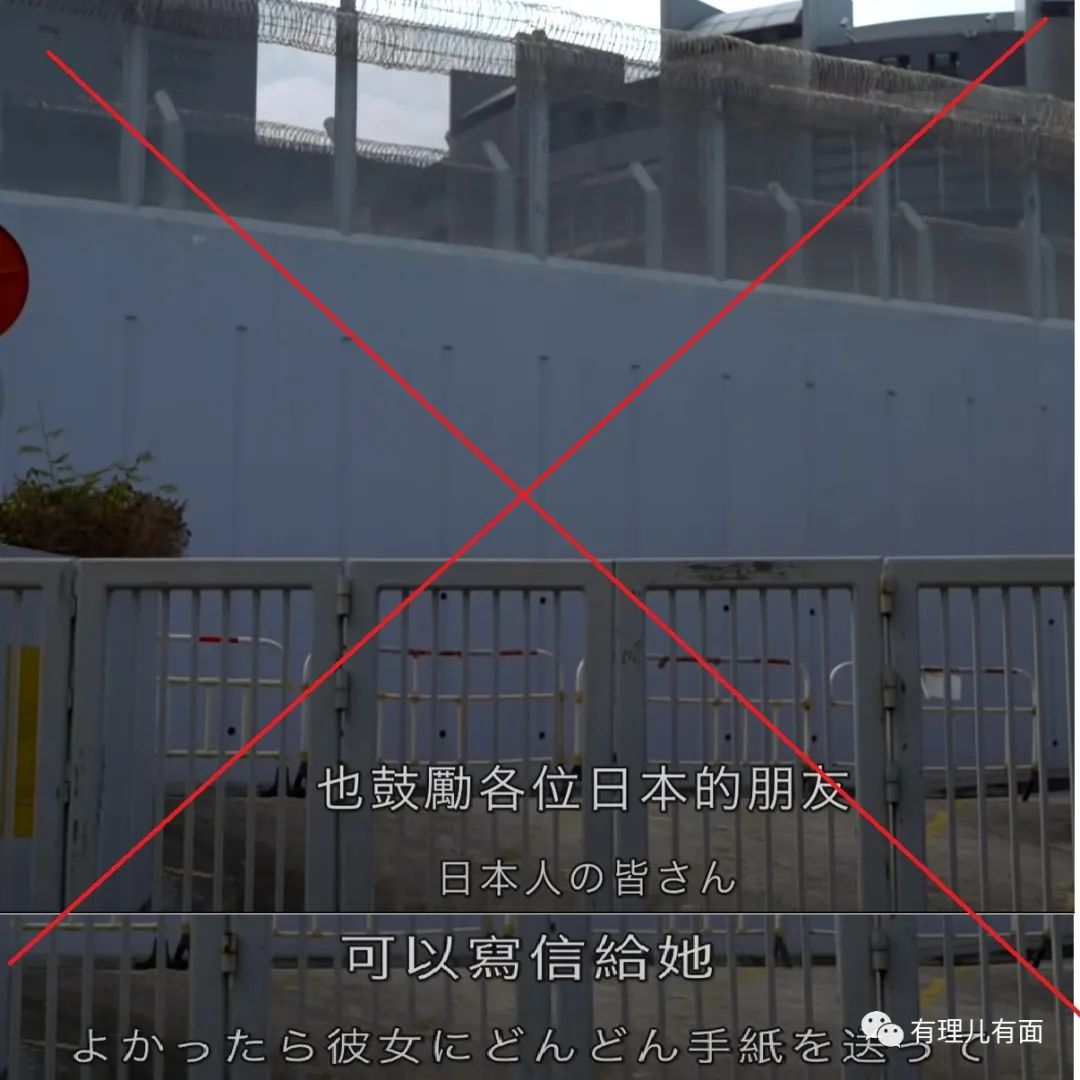 也鼓勵各位日本的朋友
日本人の皆さん
可以寫信給她
よかったら彼女にどんどん手紙を送って
有理儿有面